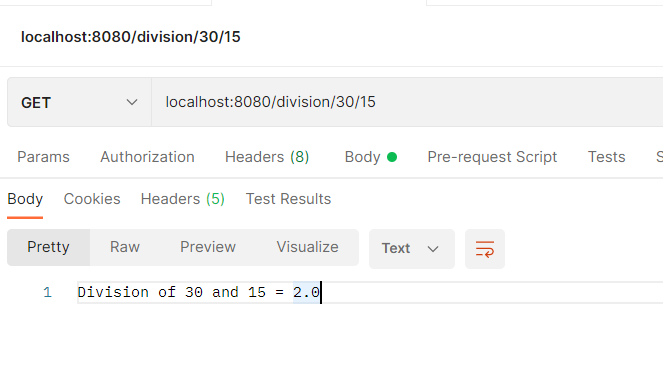 localhost:8080/division/30/15
GET localhost:8080/division/30/15
Params Authorization Headers (8) Body Pre-request Script Tests S
Body Cookies Headers (5) Test Results
Pretty Raw Preview Visualize Text
1 Division of 30 and 15 = 2.0